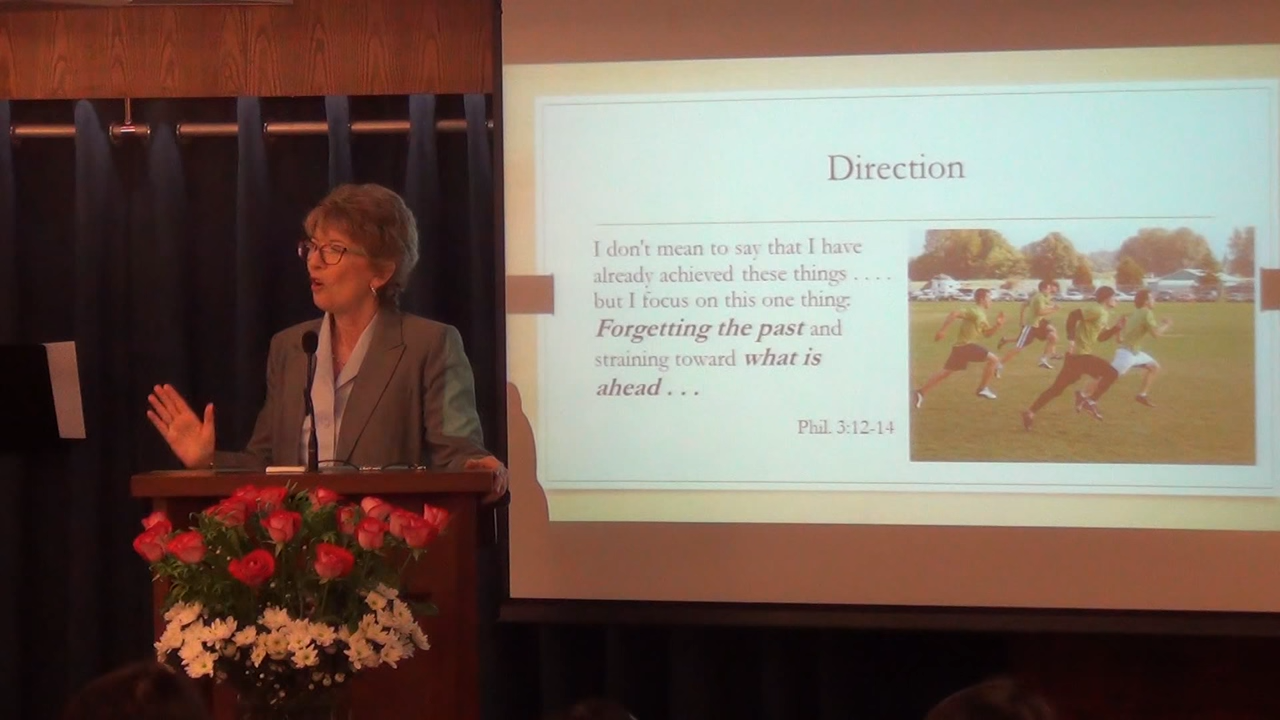 Direction
I don't mean to say that I have
already achieved these things . . . .
but I focus on this one thing:
Forgetting the past and
straining toward what is
ahead . . .
Phil. 3:12-14